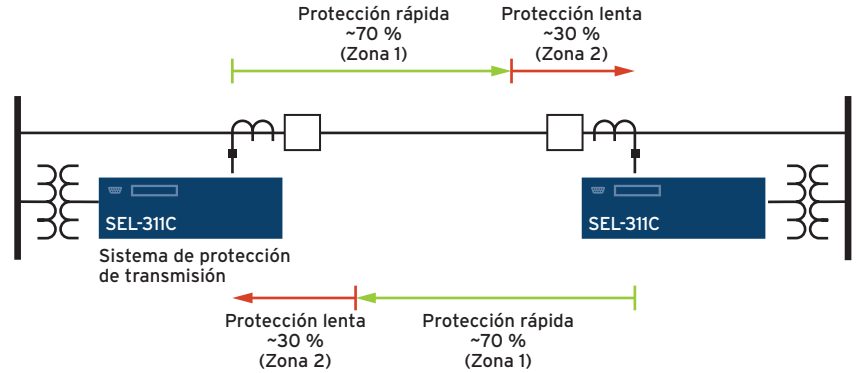 Protección rápida
~70 %
(Zona 1)
Protección lenta
~30 %
(Zona 2)
SEL-311C
SEL-311C
Sistema de protección
de transmisión
Protección lenta
~30 %
(Zona 2)
Protección rápida
~70 %
(Zona 1)